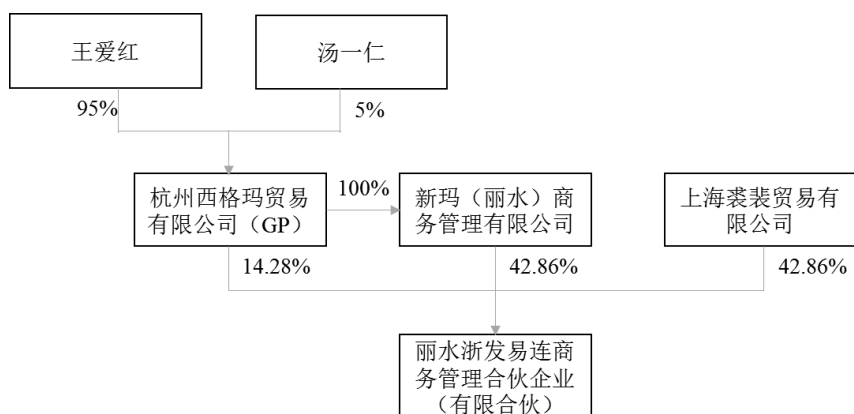 王爱红
汤一仁
95%
5%
杭州西格玛贸易
有限公司（GP）
100%
新玛（丽水）商
务管理有限公司
上海裘裴贸易有
限公司
14.28%
42.86%
42.86%
丽水浙发易连商
务管理合伙企业
（有限合伙）